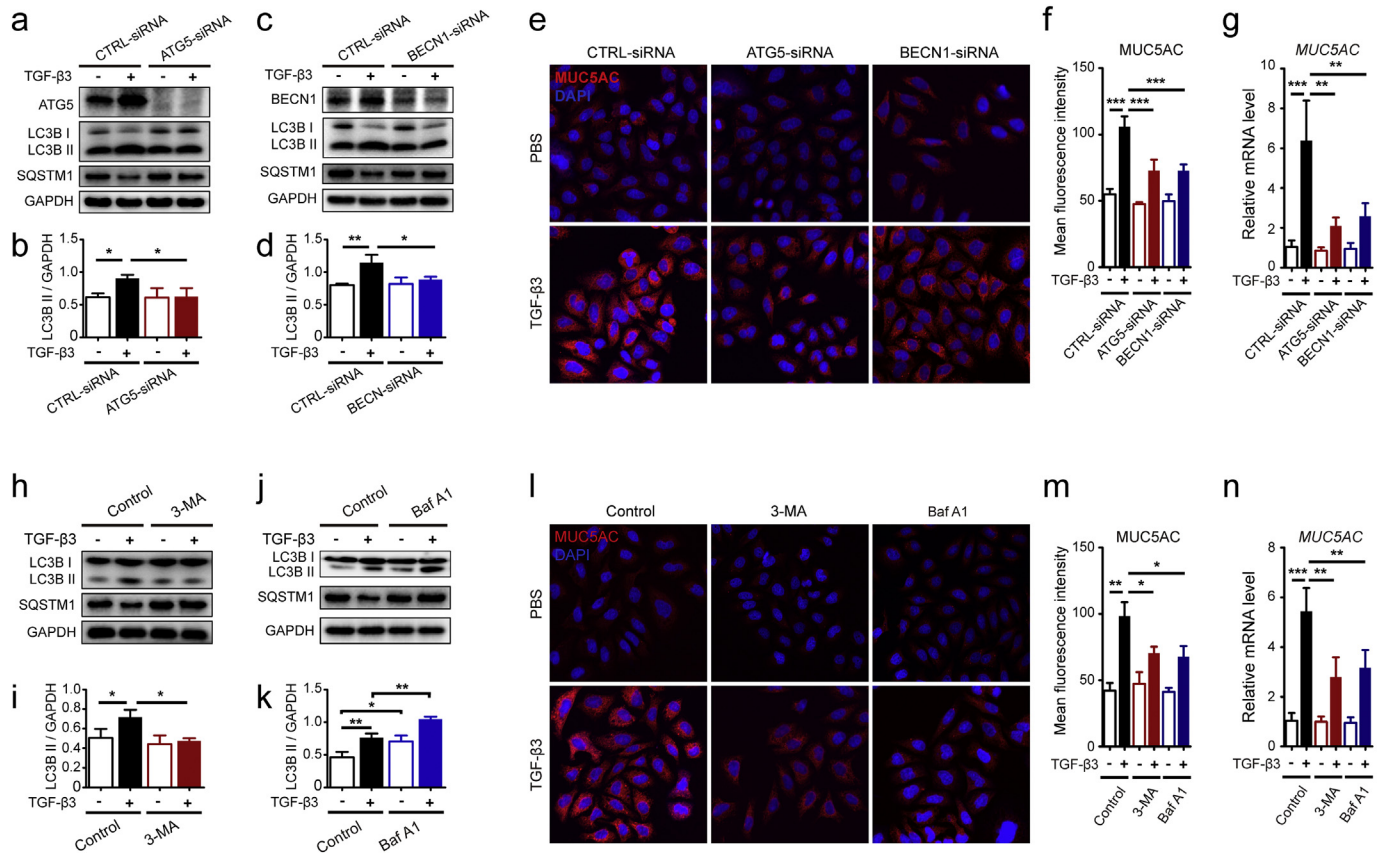 a
CTRL-siRNA
ATG5-siRNA
TGF-β3 - + - +
ATG5
LC3B I
LC3B II
SQSTM1
GAPDH
b
LC3B II / GAPDH
1.5
1.0
0.5
0
* *
TGF-β3 - + - +
CTRL-siRNA
ATG5-siRNA
c
CTRL-siRNA
BECN1-siRNA
TGF-β3 - + - +
BECN1
LC3B I
LC3B II
SQSTM1
GAPDH
d
LC3B II / GAPDH
1.5
1.0
0.5
0
** *
TGF-β3 - + - +
CTRL-siRNA
BECN-siRNA
e
CTRL-siRNA ATG5-siRNA BECN1-siRNA
MUC5AC
DAPI
PBS
TGF-β3
f
MUC5AC
Mean fluorescence intensity
150
100
50
0
***
*** ***
TGF-β3 - + - + - +
CTRL-siRNA
ATG5-siRNA
BECN1-siRNA
g
MUC5AC
Relative mRNA level
8
6
4
2
0
**
*** **
TGF-β3 - + - + - +
CTRL-siRNA
ATG5-siRNA
BECN1-siRNA
h
Control
3-MA
TGF-β3 - + - +
LC3B I
LC3B II
SQSTM1
GAPDH
i
LC3B II / GAPDH
1.0
0.8
0.6
0.4
0.2
0
* *
TGF-β3 - + - +
Control 3-MA
j
Control
Baf A1
TGF-β3 - + - +
LC3B I
LC3B II
SQSTM1
GAPDH
k
LC3B II / GAPDH
1.5
1.0
0.5
0
**
*
**
TGF-β3 - + - +
Control Baf A1
l
Control 3-MA Baf A1
MUC5AC
DAPI
PBS
TGF-β3
m
MUC5AC
Mean fluorescence intensity
150
100
50
0
*
** *
TGF-β3 - + - + - +
Control
3-MA
Baf A1
n
MUC5AC
Relative mRNA level
8
6
4
2
0
**
*** **
TGF-β3 - + - + - +
Control
3-MA
Baf A1